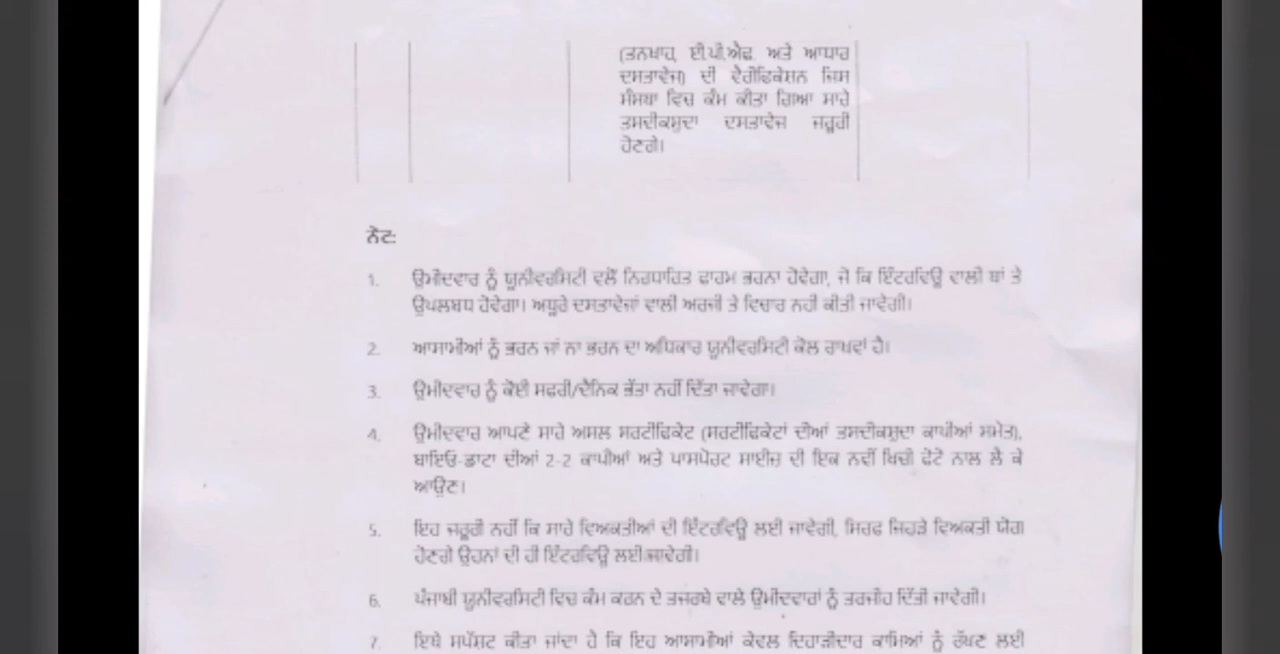 (ਤਨਖਾਹ, ਈ.ਪੀ.ਐਫ. ਅਤੇ ਆਧਾਰ
ਦਸਤਾਵੇਜ) ਦੀ ਵੈਰੀਫਿਕੇਸ਼ਨ ਜਿਸ
ਸੰਸਥਾ ਵਿਚ ਕੰਮ ਕੀਤਾ ਗਿਆ ਸਾਰੇ
ਤਸਦੀਕਸ਼ੁਦਾ ਦਸਤਾਵੇਜ ਜਰੂਰੀ
ਹੋਣਗੇ।
ਨੋਟ:
1. ਉਮੀਦਵਾਰ ਨੂੰ ਯੂਨੀਵਰਸਿਟੀ ਵਲੋਂ ਨਿਰਧਾਰਿਤ ਫਾਰਮ ਭਰਨਾ ਹੋਵੇਗਾ, ਜੋ ਕਿ ਇੰਟਰਵਿਊ ਵਾਲੀ ਥਾਂ ਤੇ
ਉਪਲਬਧ ਹੋਵੇਗਾ। ਅਧੂਰੇ ਦਸਤਾਵੇਜਾਂ ਵਾਲੀ ਅਰਜੀ ਤੇ ਵਿਚਾਰ ਨਹੀਂ ਕੀਤੀ ਜਾਵੇਗੀ।
2. ਆਸਾਮੀਆਂ ਨੂੰ ਭਰਨ ਜਾਂ ਨਾ ਭਰਨ ਦਾ ਅਧਿਕਾਰ ਯੂਨੀਵਰਸਿਟੀ ਕੋਲ ਰਾਖਵਾਂ ਹੈ।
3. ਉਮੀਦਵਾਰ ਨੂੰ ਕੋਈ ਸਫਰੀ/ਦੈਨਿਕ ਭੱਤਾ ਨਹੀਂ ਦਿੱਤਾ ਜਾਵੇਗਾ।
4. ਉਮੀਦਵਾਰ ਆਪਣੇ ਸਾਰੇ ਅਸਲ ਸਰਟੀਫਿਕੇਟ (ਸਰਟੀਫਿਕੇਟਾਂ ਦੀਆਂ ਤਸਦੀਕਸ਼ੁਦਾ ਕਾਪੀਆਂ ਸਮੇਤ),
ਬਾਇਓ-ਡਾਟਾ ਦੀਆਂ 2-2 ਕਾਪੀਆਂ ਅਤੇ ਪਾਸਪੋਰਟ ਸਾਈਜ਼ ਦੀ ਇਕ ਨਵੀਂ ਖਿਚੀ ਫੋਟੋ ਨਾਲ ਲੈ ਕੇ
ਆਉਣ।
5. ਇਹ ਜਰੂਰੀ ਨਹੀਂ ਕਿ ਸਾਰੇ ਵਿਅਕਤੀਆਂ ਦੀ ਇੰਟਰਵਿਊ ਲਈ ਜਾਵੇਗੀ, ਸਿਰਫ ਜਿਹੜੇ ਵਿਅਕਤੀ ਯੋਗ
ਹੋਣਗੇ ਉਹਨਾਂ ਦੀ ਹੀ ਇੰਟਰਵਿਊ ਲਈ ਜਾਵੇਗੀ।
6. ਪੰਜਾਬੀ ਯੂਨੀਵਰਸਿਟੀ ਵਿਚ ਕੰਮ ਕਰਨ ਦੇ ਤਜਰਬੇ ਵਾਲੇ ਉਮੀਦਵਾਰਾਂ ਨੂੰ ਤਰਜੀਹ ਦਿੱਤੀ ਜਾਵੇਗੀ।
7. ਇਥੇ ਸਪੱਸ਼ਟ ਕੀਤਾ ਜਾਂਦਾ ਹੈ ਕਿ ਇਹ ਆਸਾਮੀਆਂ ਕੇਵਲ ਦਿਹਾੜੀਦਾਰ ਕਾਮਿਆਂ ਨੂੰ ਰੱਖਣ ਲਈ